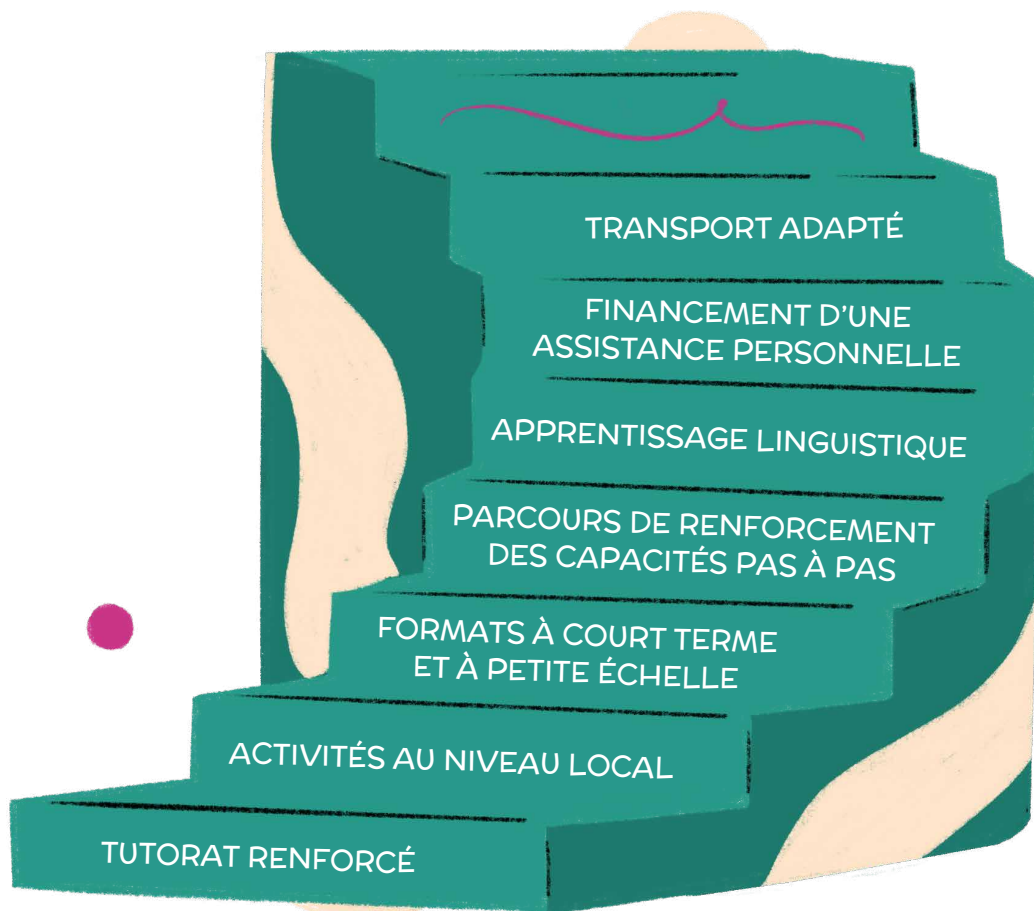 TRANSPORT ADAPTÉ
FINANCEMENT D'UNE
ASSISTANCE PERSONNELLE
APPRENTISSAGE LINGUISTIQUE
PARCOURS DE RENFORCEMENT
DES CAPACITÉS PAS À PAS
FORMATS À COURT TERME
ET À PETITE ÉCHELLE
ACTIVITÉS AU NIVEAU LOCAL
TUTORAT RENFORCÉ